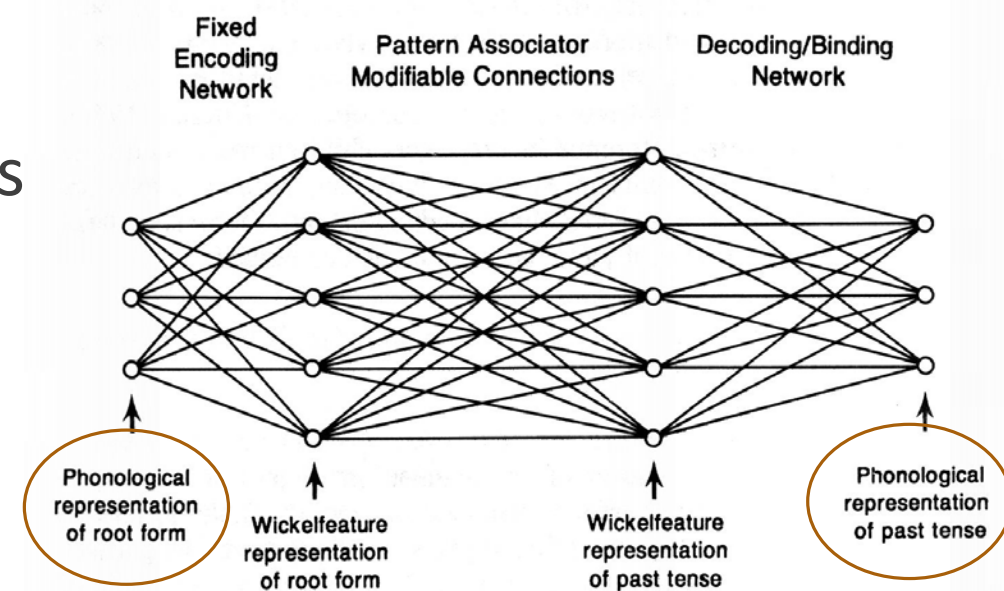 Fixed
Encoding
Network
Pattern Associator
Modifiable Connections
Decoding/Binding
Network
s
Phonological
representation
of root form
Wickelfeature
representation
of root form
Wickelfeature
representation
of past tense
Phonological
representation
of past tense